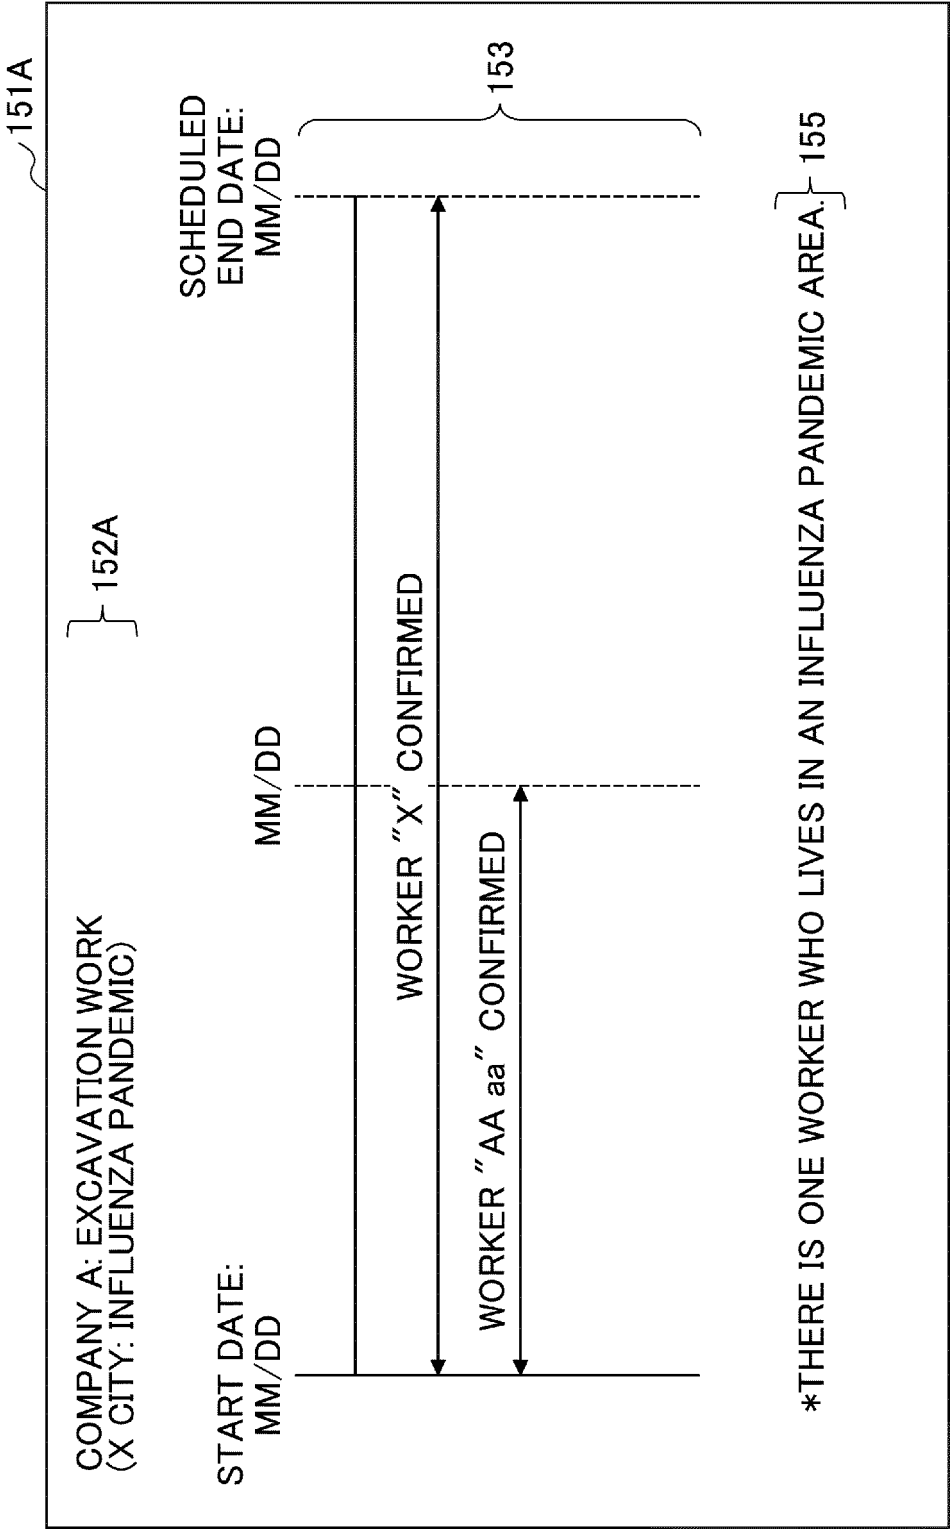 151A
COMPANY A: EXCAVATION WORK
(X CITY: INFLUENZA PANDEMIC)
152A
START DATE:
MM/DD
MM/DD
SCHEDULED
END DATE:
MM/DD
WORKER "X" CONFIRMED
WORKER "AA aa" CONFIRMED
153
*THERE IS ONE WORKER WHO LIVES IN AN INFLUENZA PANDEMIC AREA.
155